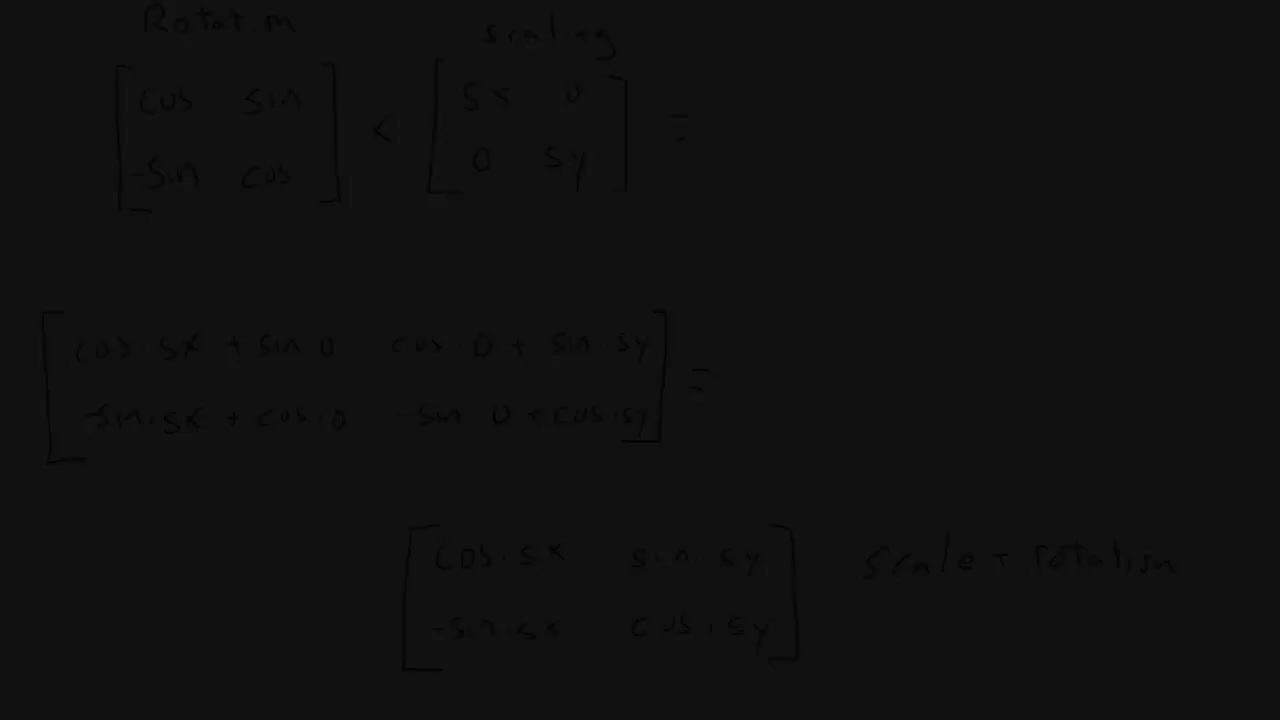 Rotation scaling
cos sin < sx 0 =
-sin cos 0 sy
cos·sx + sin 0 cos·0 + sin·sy =
-sin·sx + cos·0 -sin 0 + cos·sy
cos·sx sin·sy scale + rotation
-sin·sx cos·sy